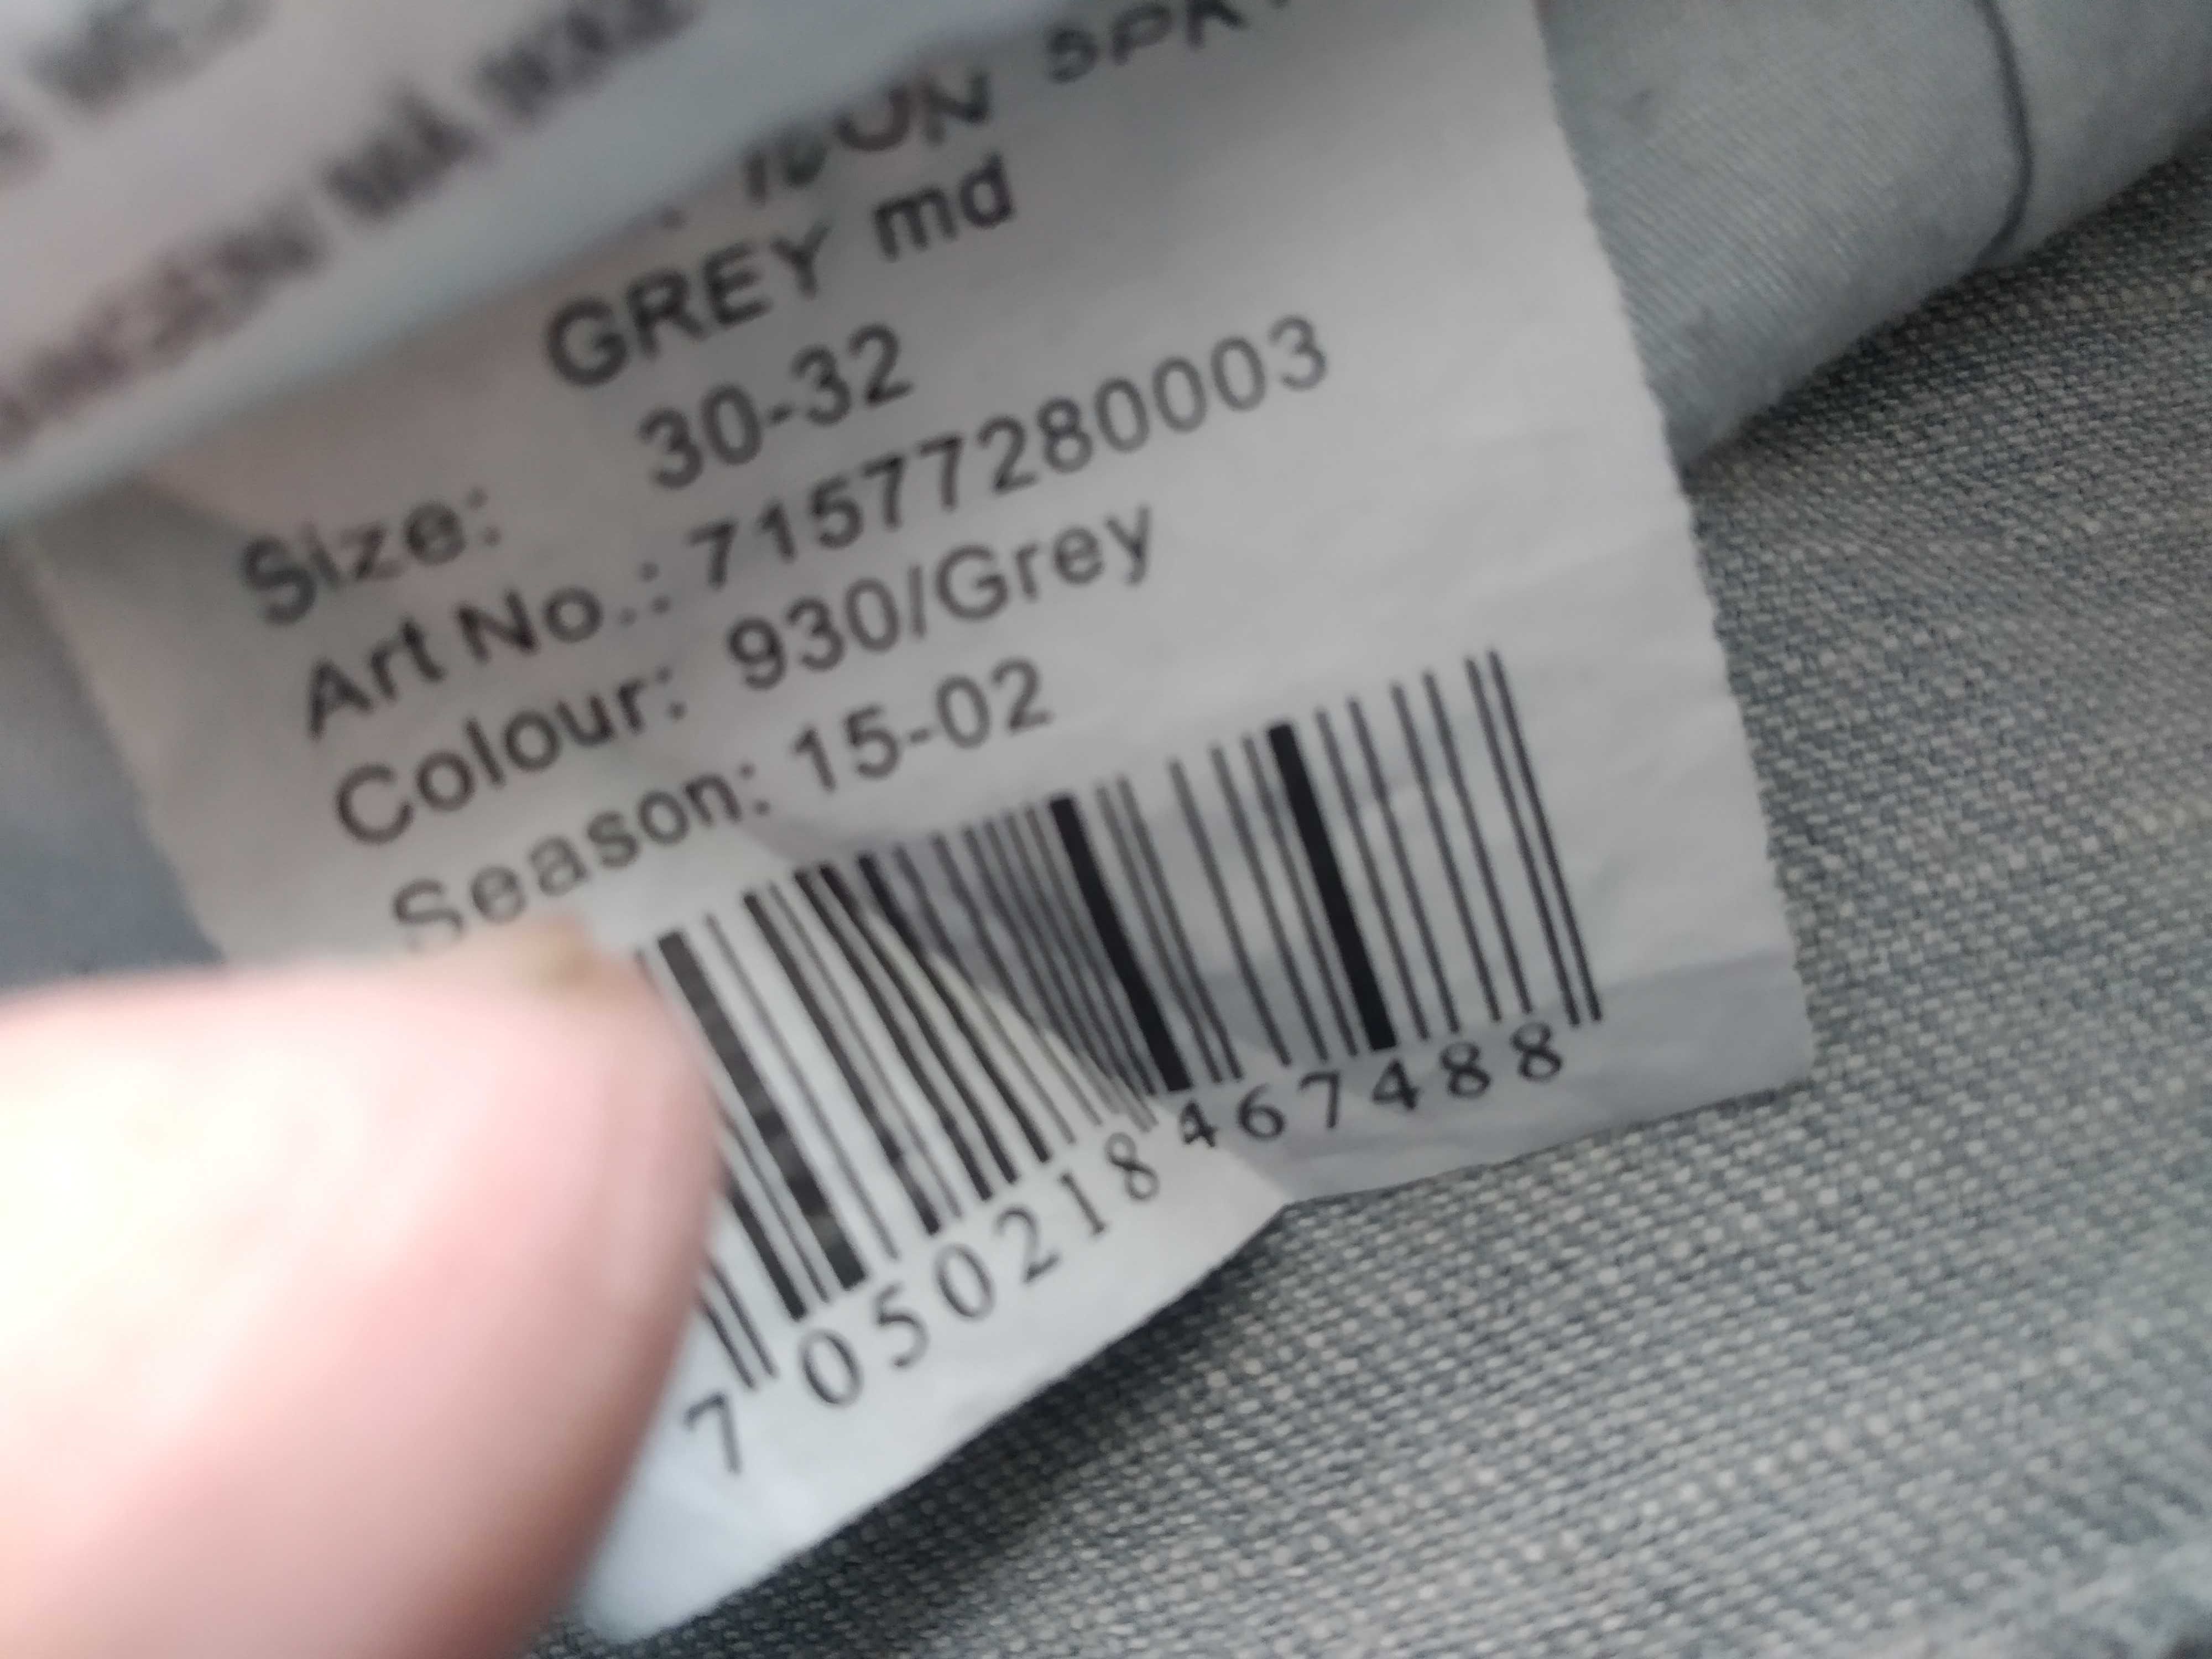 GREY md
Size: 30-32
Art No.: 71577280003
Colour: 930/Grey
Season: 15-02
7 050218 467488